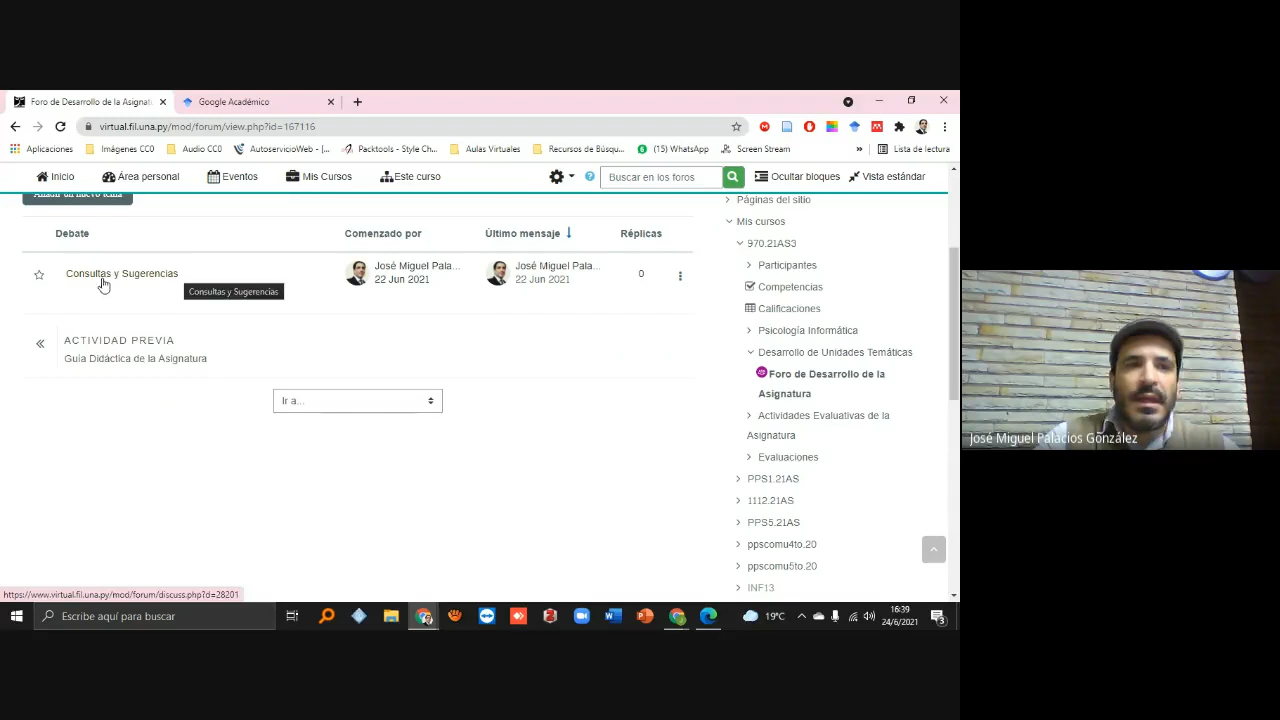 Foro de Desarrollo de la Asignat
Google Académico
virtual.fil.una.py/mod/forum/view.php?id=167116
Aplicaciones
Imágenes CC0
Audio CC0
AutoservicioWeb - (...
Packtools - Style Ch...
Aulas Virtuales
Recursos de Búsqu...
(15) WhatsApp
Screen Stream
»
Lista de lectura
Inicio
Área personal
Eventos
Mis Cursos
Este curso
Buscar en los foros
Ocultar bloques
Vista estándar
Añadir un nuevo tema
Debate
Comenzado por
Último mensaje
Réplicas
Consultas y Sugerencias
José Miguel Pala...
22 Jun 2021
José Miguel Pala...
22 Jun 2021
0
Consultas y Sugerencias
ACTIVIDAD PREVIA
Guía Didáctica de la Asignatura
Ir a...
Páginas del sitio
Mis cursos
970.21AS3
Participantes
Competencias
Calificaciones
Psicología Informática
Desarrollo de Unidades Temáticas
Foro de Desarrollo de la
Asignatura
Actividades Evaluativas de la
Asignatura
Evaluaciones
PPS1.21AS
1112.21AS
PPS5.21AS
ppscomu4to.20
ppscomu5to.20
INF13
https://www.virtual.fil.una.py/mod/forum/discuss.php?d=28201
Escribe aquí para buscar
19°C
16:39
24/6/2021
3
José Miguel Palacios González